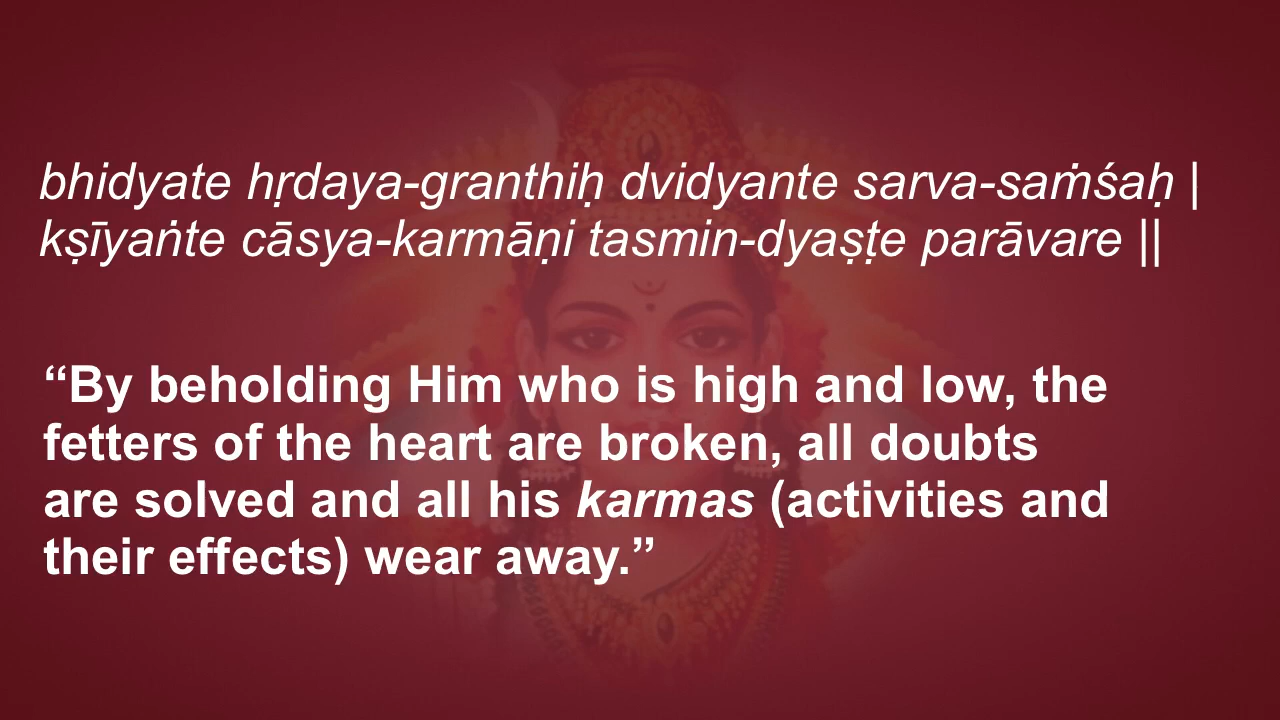 bhidyate hṛdaya-granthiḥ dvidyante sarva-saṁśaḥ |
kṣīyaṅte cāsya-karmāṇi tasmin-dyaṣṭe parāvare ||
“By beholding Him who is high and low, the
fetters of the heart are broken, all doubts
are solved and all his karmas (activities and
their effects) wear away.”